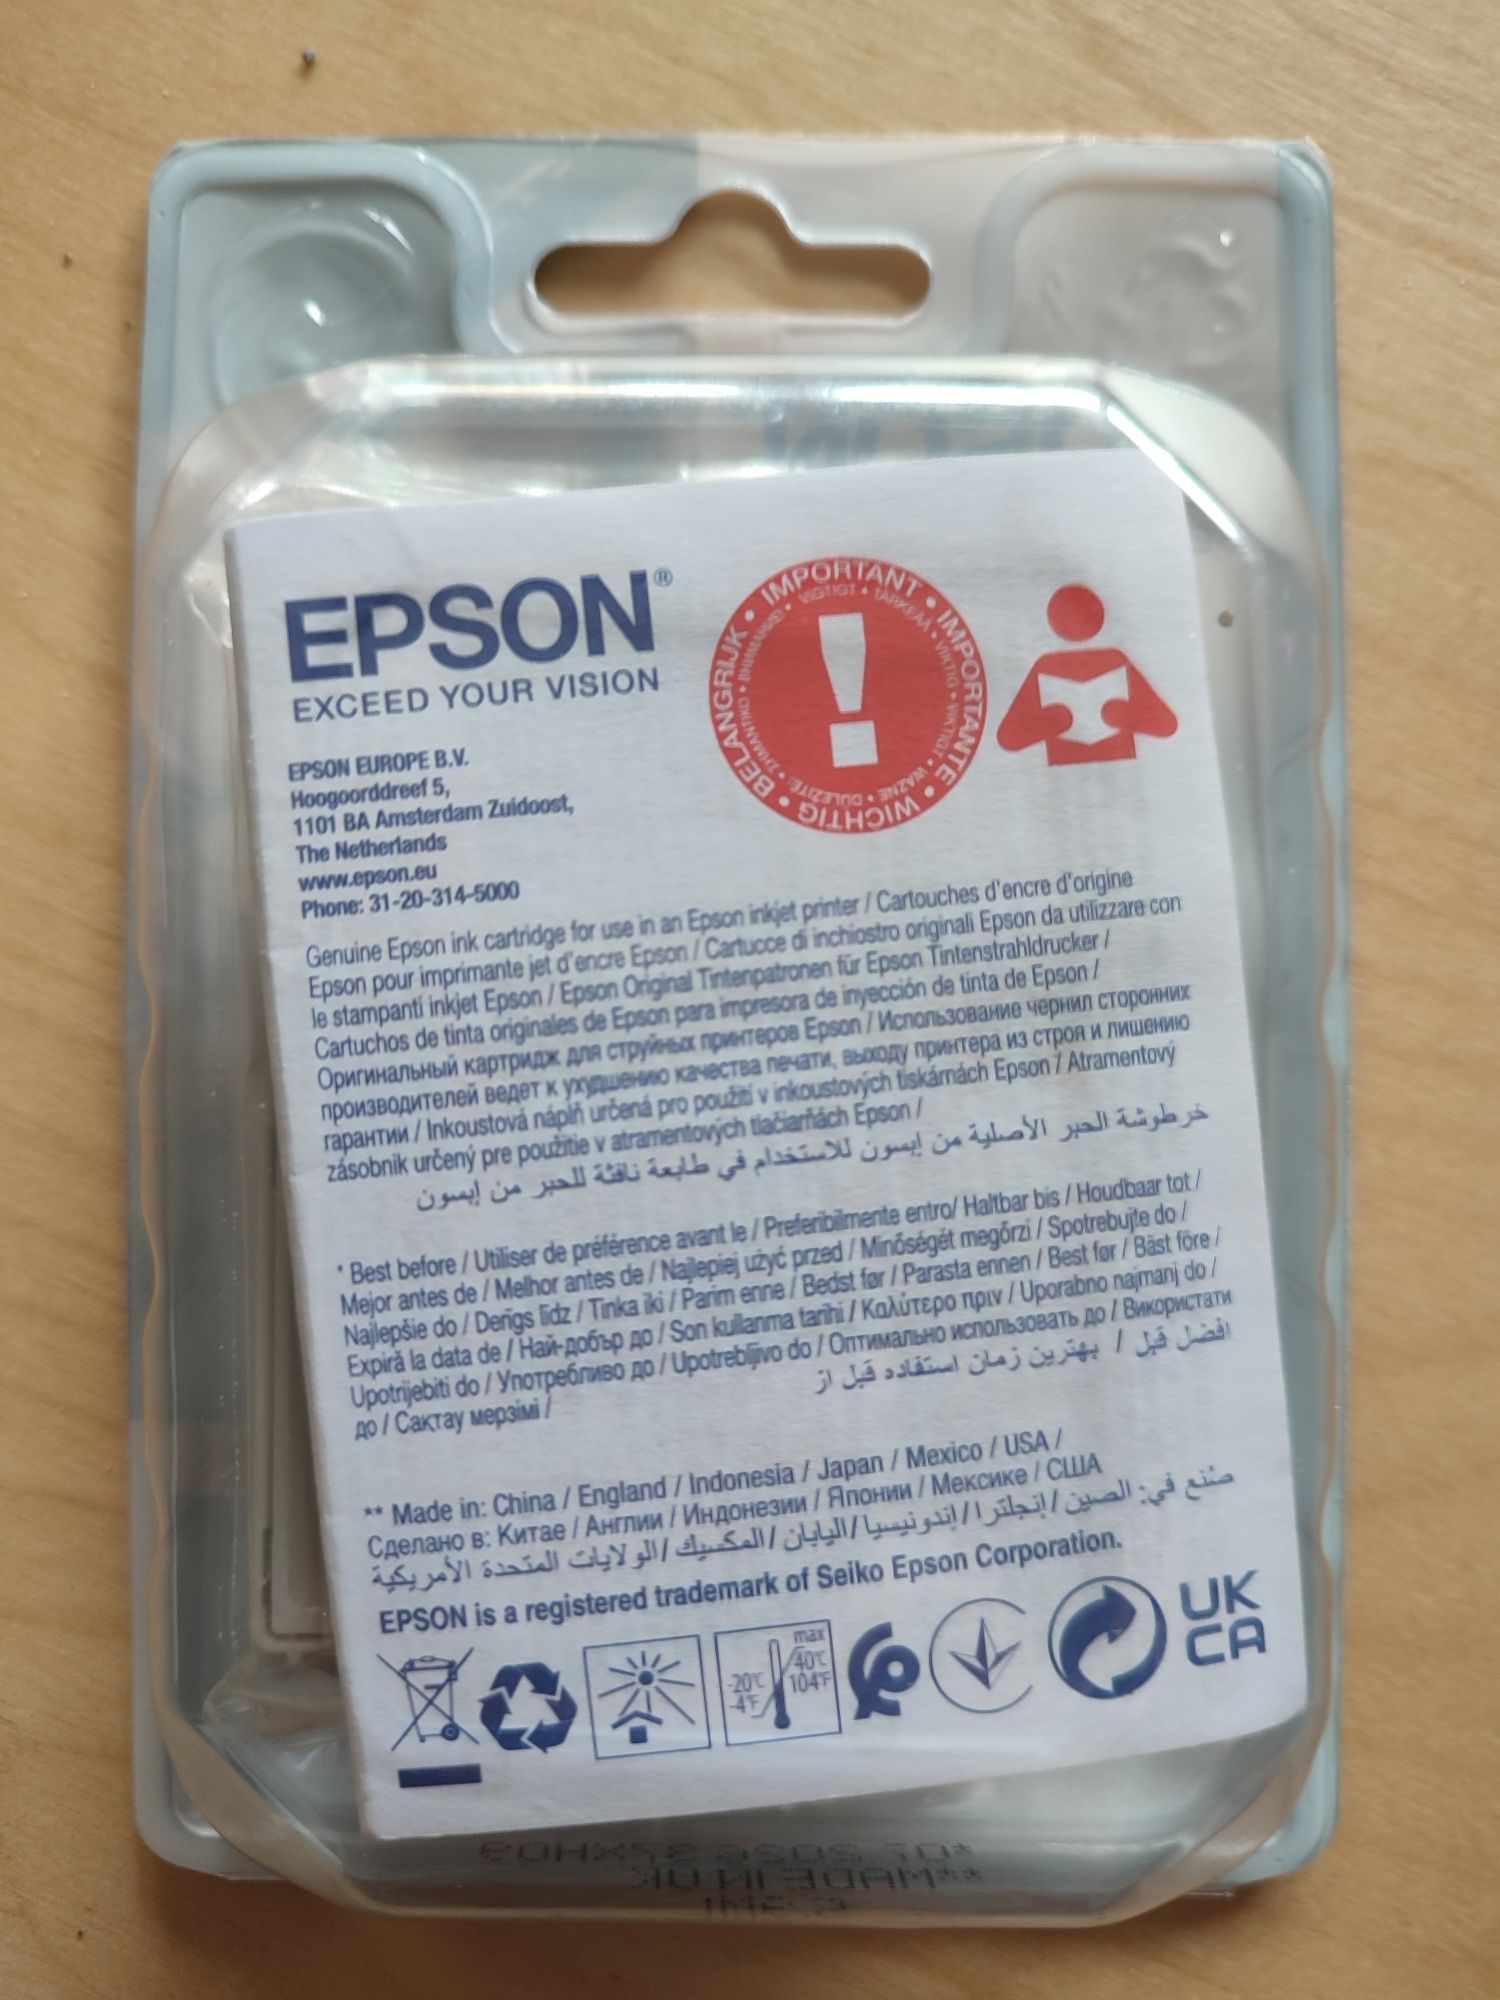 EPSON®
EXCEED YOUR VISION
IMPORTANT • IMPORTANTE • WICHTIG • BELANGRIJK •
VIGTIGT • TÄRKEÄÄ • VIKTIG • VIKTIGT • WAŻNE • DŮLEŽITÉ •
EPSON EUROPE B.V.
Hoogoorddreef 5,
1101 BA Amsterdam Zuidoost,
The Netherlands
www.epson.eu
Phone: 31-20-314-5000
Genuine Epson ink cartridge for use in an Epson inkjet printer / Cartouches d'encre d'origine
Epson pour imprimante jet d'encre Epson / Cartucce di inchiostro originali Epson da utilizzare con
le stampanti inkjet Epson / Epson Original Tintenpatronen für Epson Tintenstrahldrucker /
Cartuchos de tinta originales de Epson para impresora de inyección de tinta de Epson /
Оригинальный картридж для струйных принтеров Epson / Использование чернил сторонних
производителей ведет к ухудшению качества печати, выходу принтера из строя и лишению
гарантии / Inkoustová náplň určená pro použití v inkoustových tiskárnách Epson / Atramentový
zásobník určený pre použitie v atramentových tlačiarňách Epson /
خرطوشة الحبر الأصلية من إبسون للاستخدام في طابعة نافثة للحبر من إبسون
* Best before / Utiliser de préférence avant le / Preferibilmente entro/ Haltbar bis / Houdbaar tot /
Mejor antes de / Melhor antes de / Najlepiej użyć przed / Minőségét megőrzi / Spotrebujte do /
Najlepšie do / Derīgs līdz / Tinka iki / Parim enne / Bedst før / Parasta ennen / Best før / Bäst före /
Expiră la data de / Най-добър до / Son kullanma tarihi / Καλύτερο πριν / Uporabno najmanj do /
Upotrijebiti do / Употребливо до / Upotrebljivo do / Оптимально использовать до / Використати
до / Сақтау мерзімі /
افضل قبل / بهترین زمان استفاده قبل از
** Made in: China / England / Indonesia / Japan / Mexico / USA /
Сделано в: Китае / Англии / Индонезии / Японии / Мексике / США
صُنع في: الصين /إنجلترا /إندونيسيا/اليابان/المكسيك/ الولايات المتحدة الأمريكية
EPSON is a registered trademark of Seiko Epson Corporation.
max
40°C
104°F
-20°C
-4°F
UK
CA